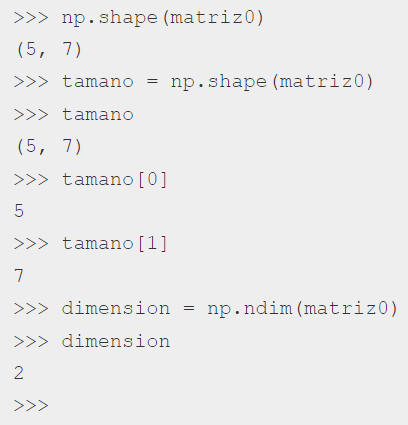 >>> np.shape(matriz0)
(5, 7)
>>> tamano = np.shape(matriz0)
>>> tamano
(5, 7)
>>> tamano[0]
5
>>> tamano[1]
7
>>> dimension = np.ndim(matriz0)
>>> dimension
2
>>>